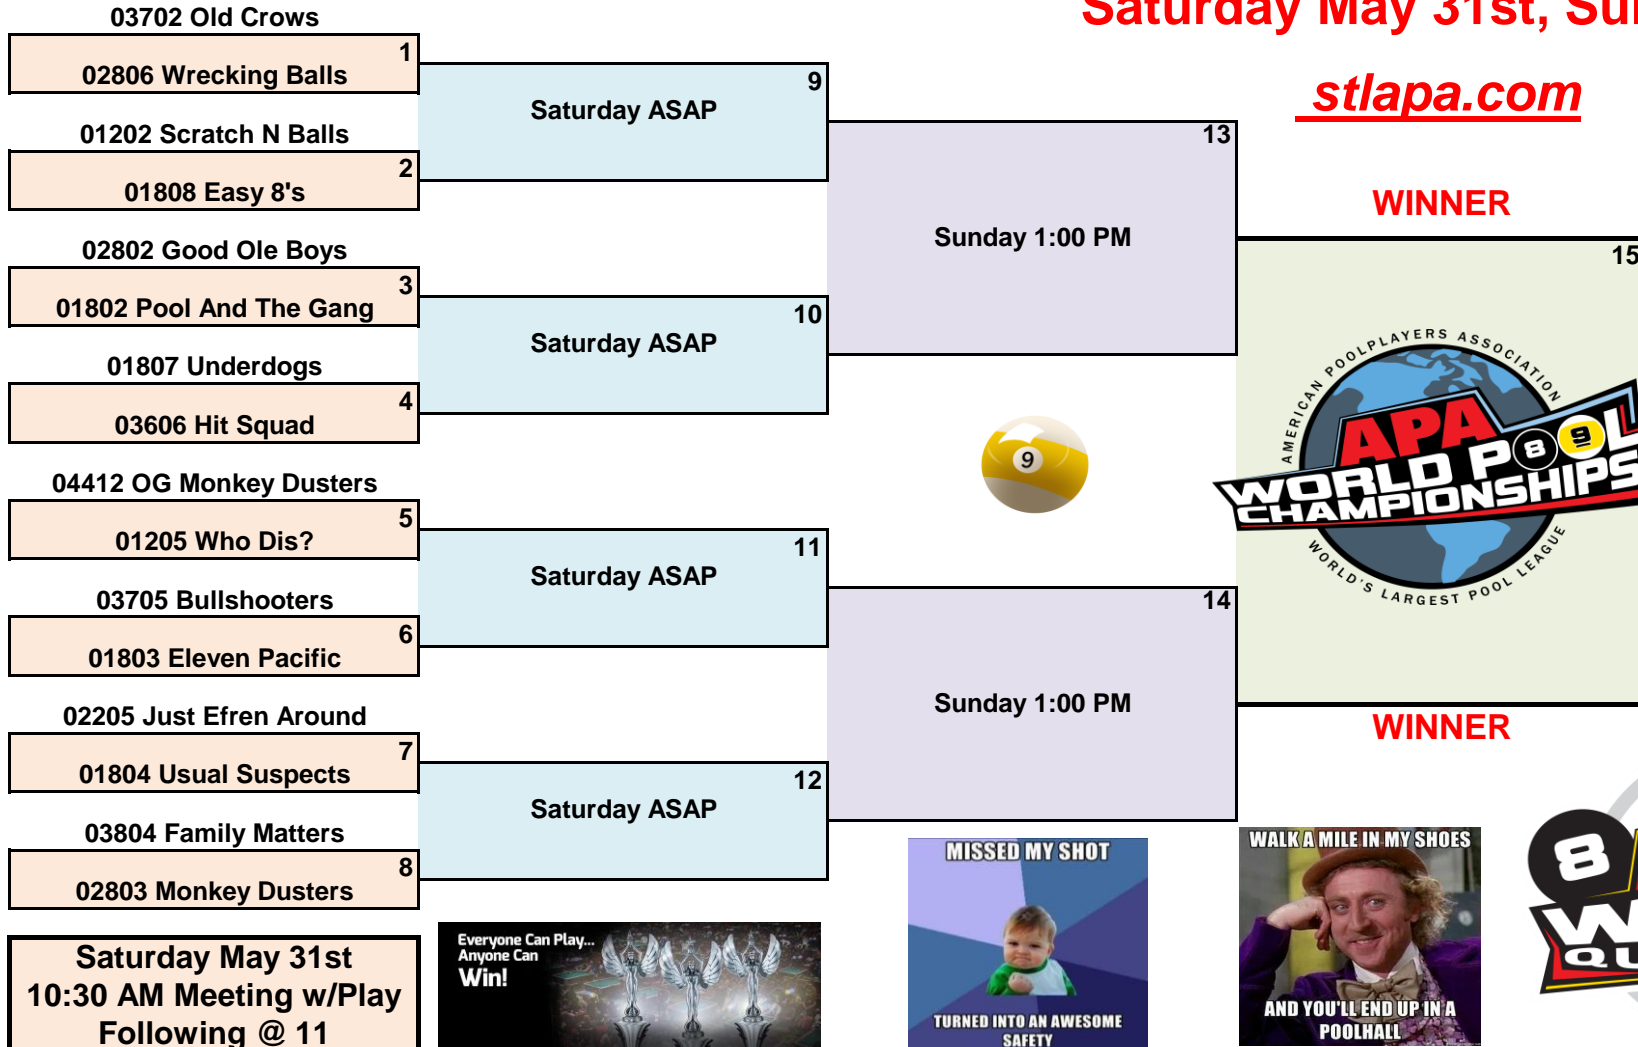 Saturday May 31st, Su
stlapa.com
03702 Old Crows
1
02806 Wrecking Balls
01202 Scratch N Balls
2
01808 Easy 8's
02802 Good Ole Boys
3
01802 Pool And The Gang
01807 Underdogs
4
03606 Hit Squad
04412 OG Monkey Dusters
5
01205 Who Dis?
03705 Bullshooters
6
01803 Eleven Pacific
02205 Just Efren Around
7
01804 Usual Suspects
03804 Family Matters
8
02803 Monkey Dusters
Saturday May 31st
10:30 AM Meeting w/Play
Following @ 11
9
Saturday ASAP
10
Saturday ASAP
11
Saturday ASAP
12
Saturday ASAP
Everyone Can Play...
Anyone Can
Win!
13
Sunday 1:00 PM
9
14
Sunday 1:00 PM
MISSED MY SHOT
TURNED INTO AN AWESOME
SAFETY
WINNER
15
AMERICAN POOLPLAYERS ASSOCIATION
APA
WORLD POOL
8 9
CHAMPIONSHIPS
WORLD'S LARGEST POOL LEAGUE
WINNER
WALK A MILE IN MY SHOES
AND YOU'LL END UP IN A
POOLHALL
8
W
QU